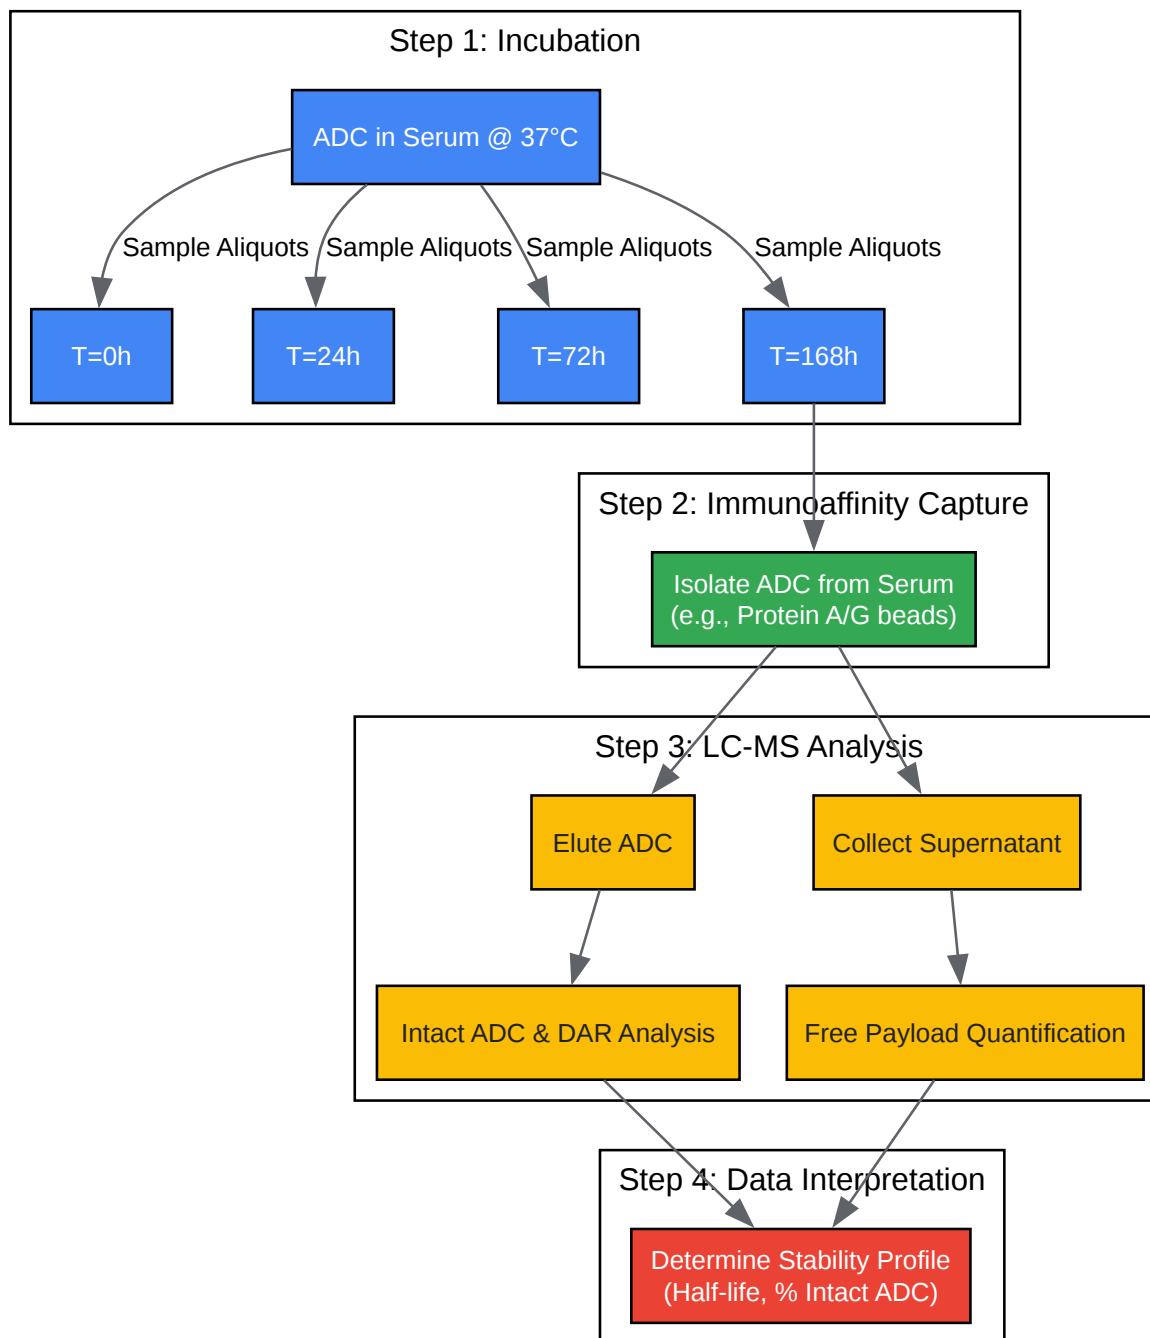 Step 1: Incubation
ADC in Serum @ 37°C
Sample Aliquots
Sample Aliquots
Sample Aliquots
Sample Aliquots
T=0h
T=24h
T=72h
T=168h
Step 2: Immunoaffinity Capture
Isolate ADC from Serum
(e.g., Protein A/G beads)
Step 3: LC-MS Analysis
Elute ADC
Collect Supernatant
Intact ADC & DAR Analysis
Free Payload Quantification
Step 4: Data Interpretation
Determine Stability Profile
(Half-life, % Intact ADC)